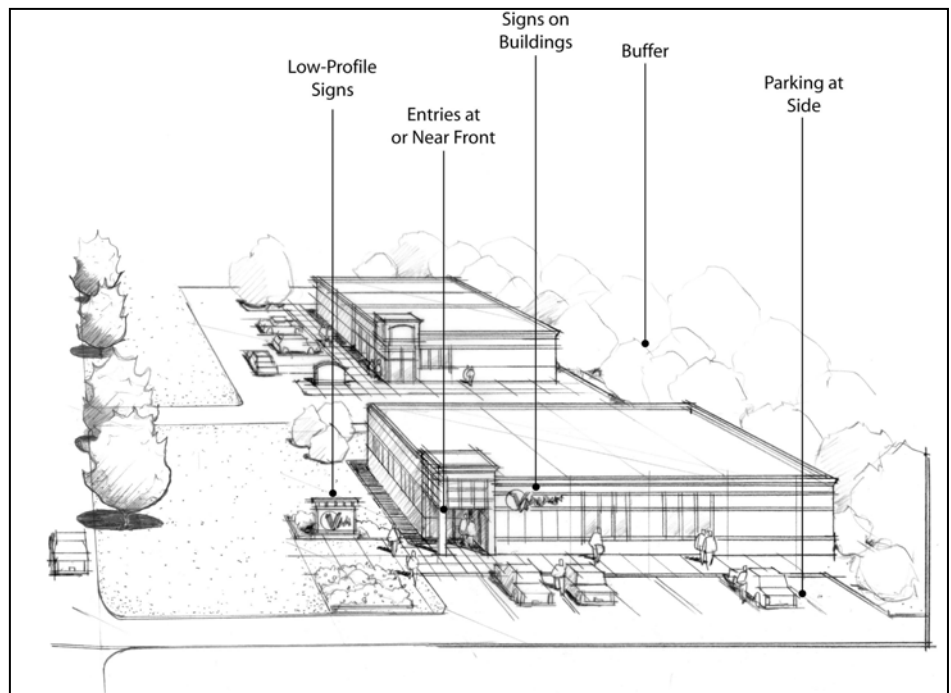 Signs on
Buildings
Low-Profile
Signs
Buffer
Parking at
Side
Entries at
or Near Front